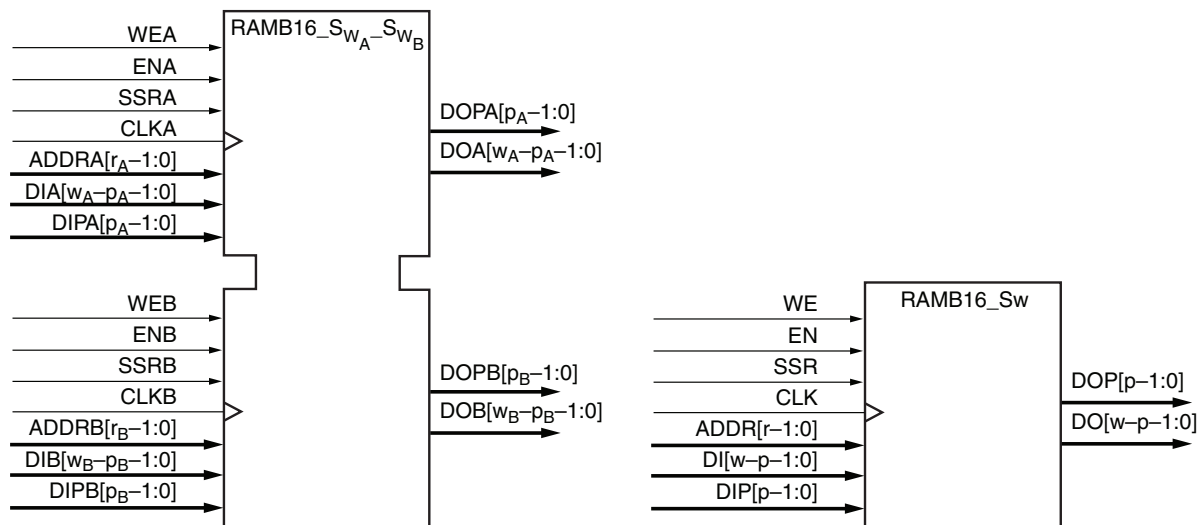 RAMB16_SWA_SWB
WEA
ENA
SSRA
CLKA
ADDRA[rA–1:0]
DIA[wA–pA–1:0]
DIPA[pA–1:0]
DOPA[pA–1:0]
DOA[wA–pA–1:0]
WEB
ENB
SSRB
CLKB
ADDRB[rB–1:0]
DIB[wB–pB–1:0]
DIPB[pB–1:0]
DOPB[pB–1:0]
DOB[wB–pB–1:0]
RAMB16_Sw
WE
EN
SSR
CLK
ADDR[r–1:0]
DI[w–p–1:0]
DIP[p–1:0]
DOP[p–1:0]
DO[w–p–1:0]